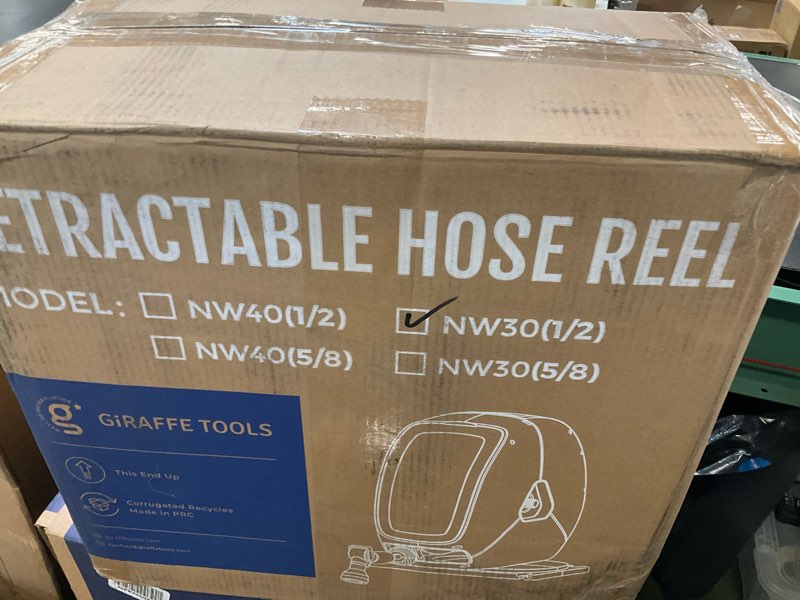 ETRACTABLE HOSE REEL
MODEL: NW40(1/2) NW30(1/2)
NW40(5/8) NW30(5/8)
g GiRAFFE TOOLS
This End Up
Corrugated Recycles
Made in PRC